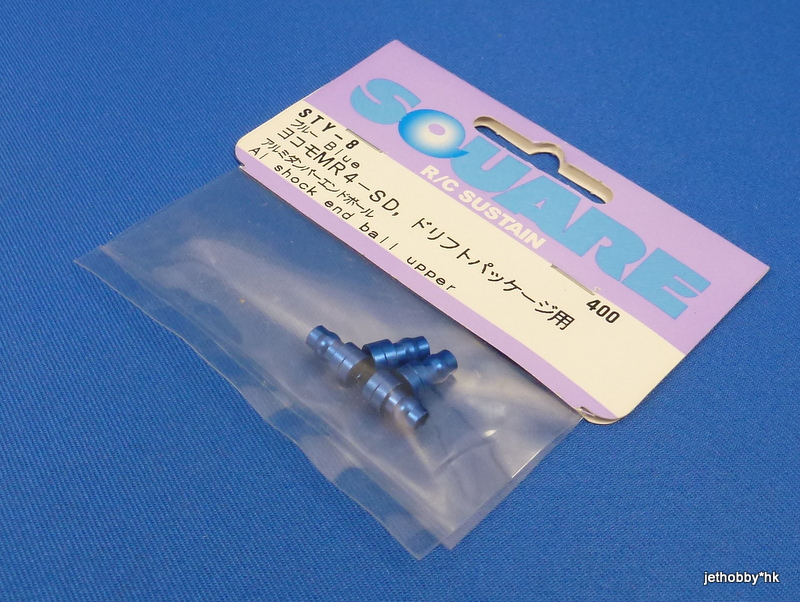 SQUARE
R/C SUSTAIN
STY-8
ブルー Blue
ヨコモMR4-SD, ドリフトパッケージ用
アルミダンパーエンドボール
Al shock end ball upper
400
jethobby*hk